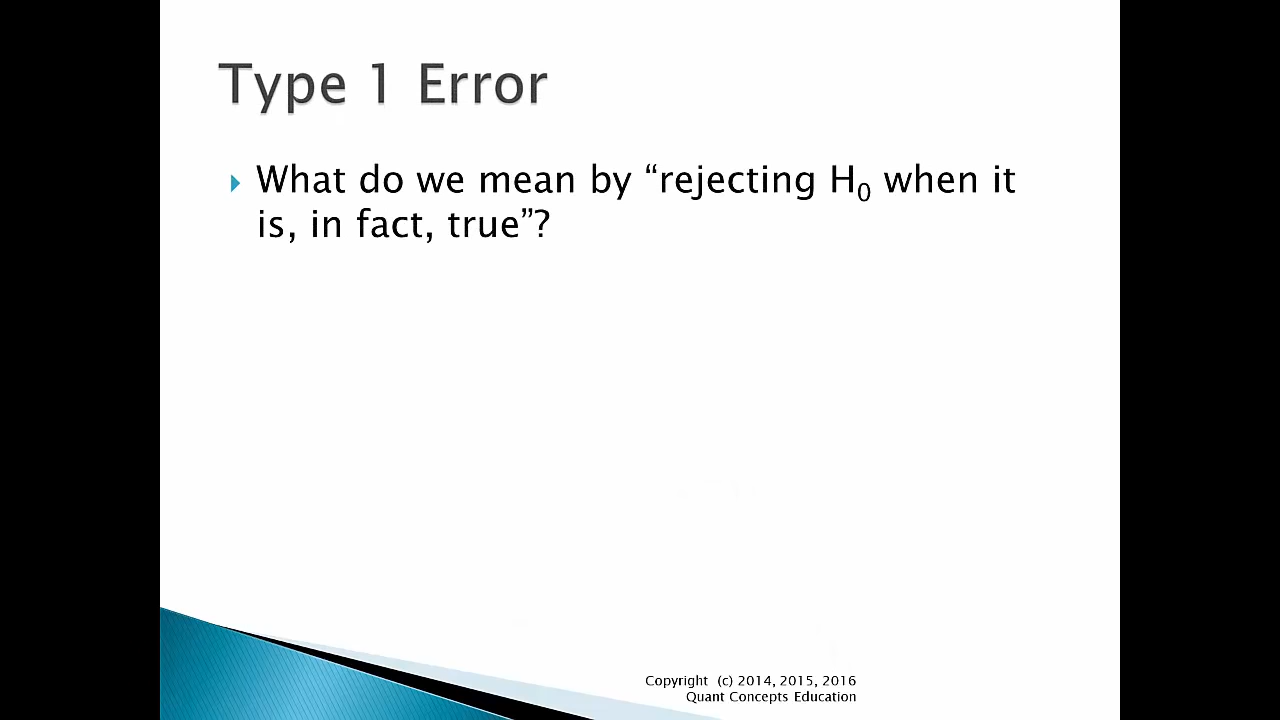 Type 1 Error
What do we mean by “rejecting H₀ when it
is, in fact, true”?
Copyright (c) 2014, 2015, 2016
Quant Concepts Education